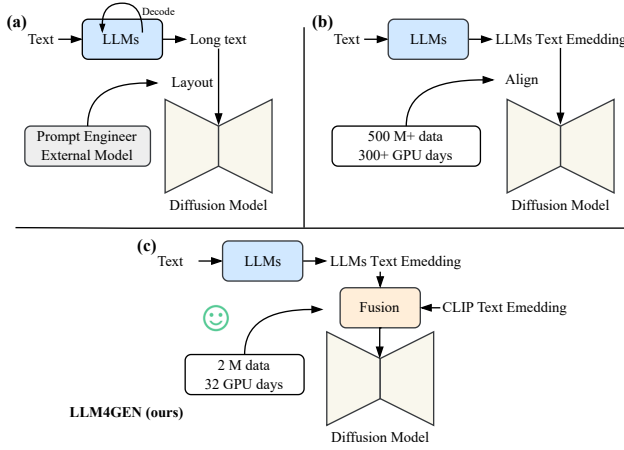 (a)
Decode
Text
LLMs
Long text
Layout
Prompt Engineer
External Model
Diffusion Model
(b)
Text
LLMs
LLMs Text Emedding
Align
500 M+ data
300+ GPU days
Diffusion Model
(c)
Text
LLMs
LLMs Text Emedding
Fusion
CLIP Text Emedding
2 M data
32 GPU days
LLM4GEN (ours)
Diffusion Model